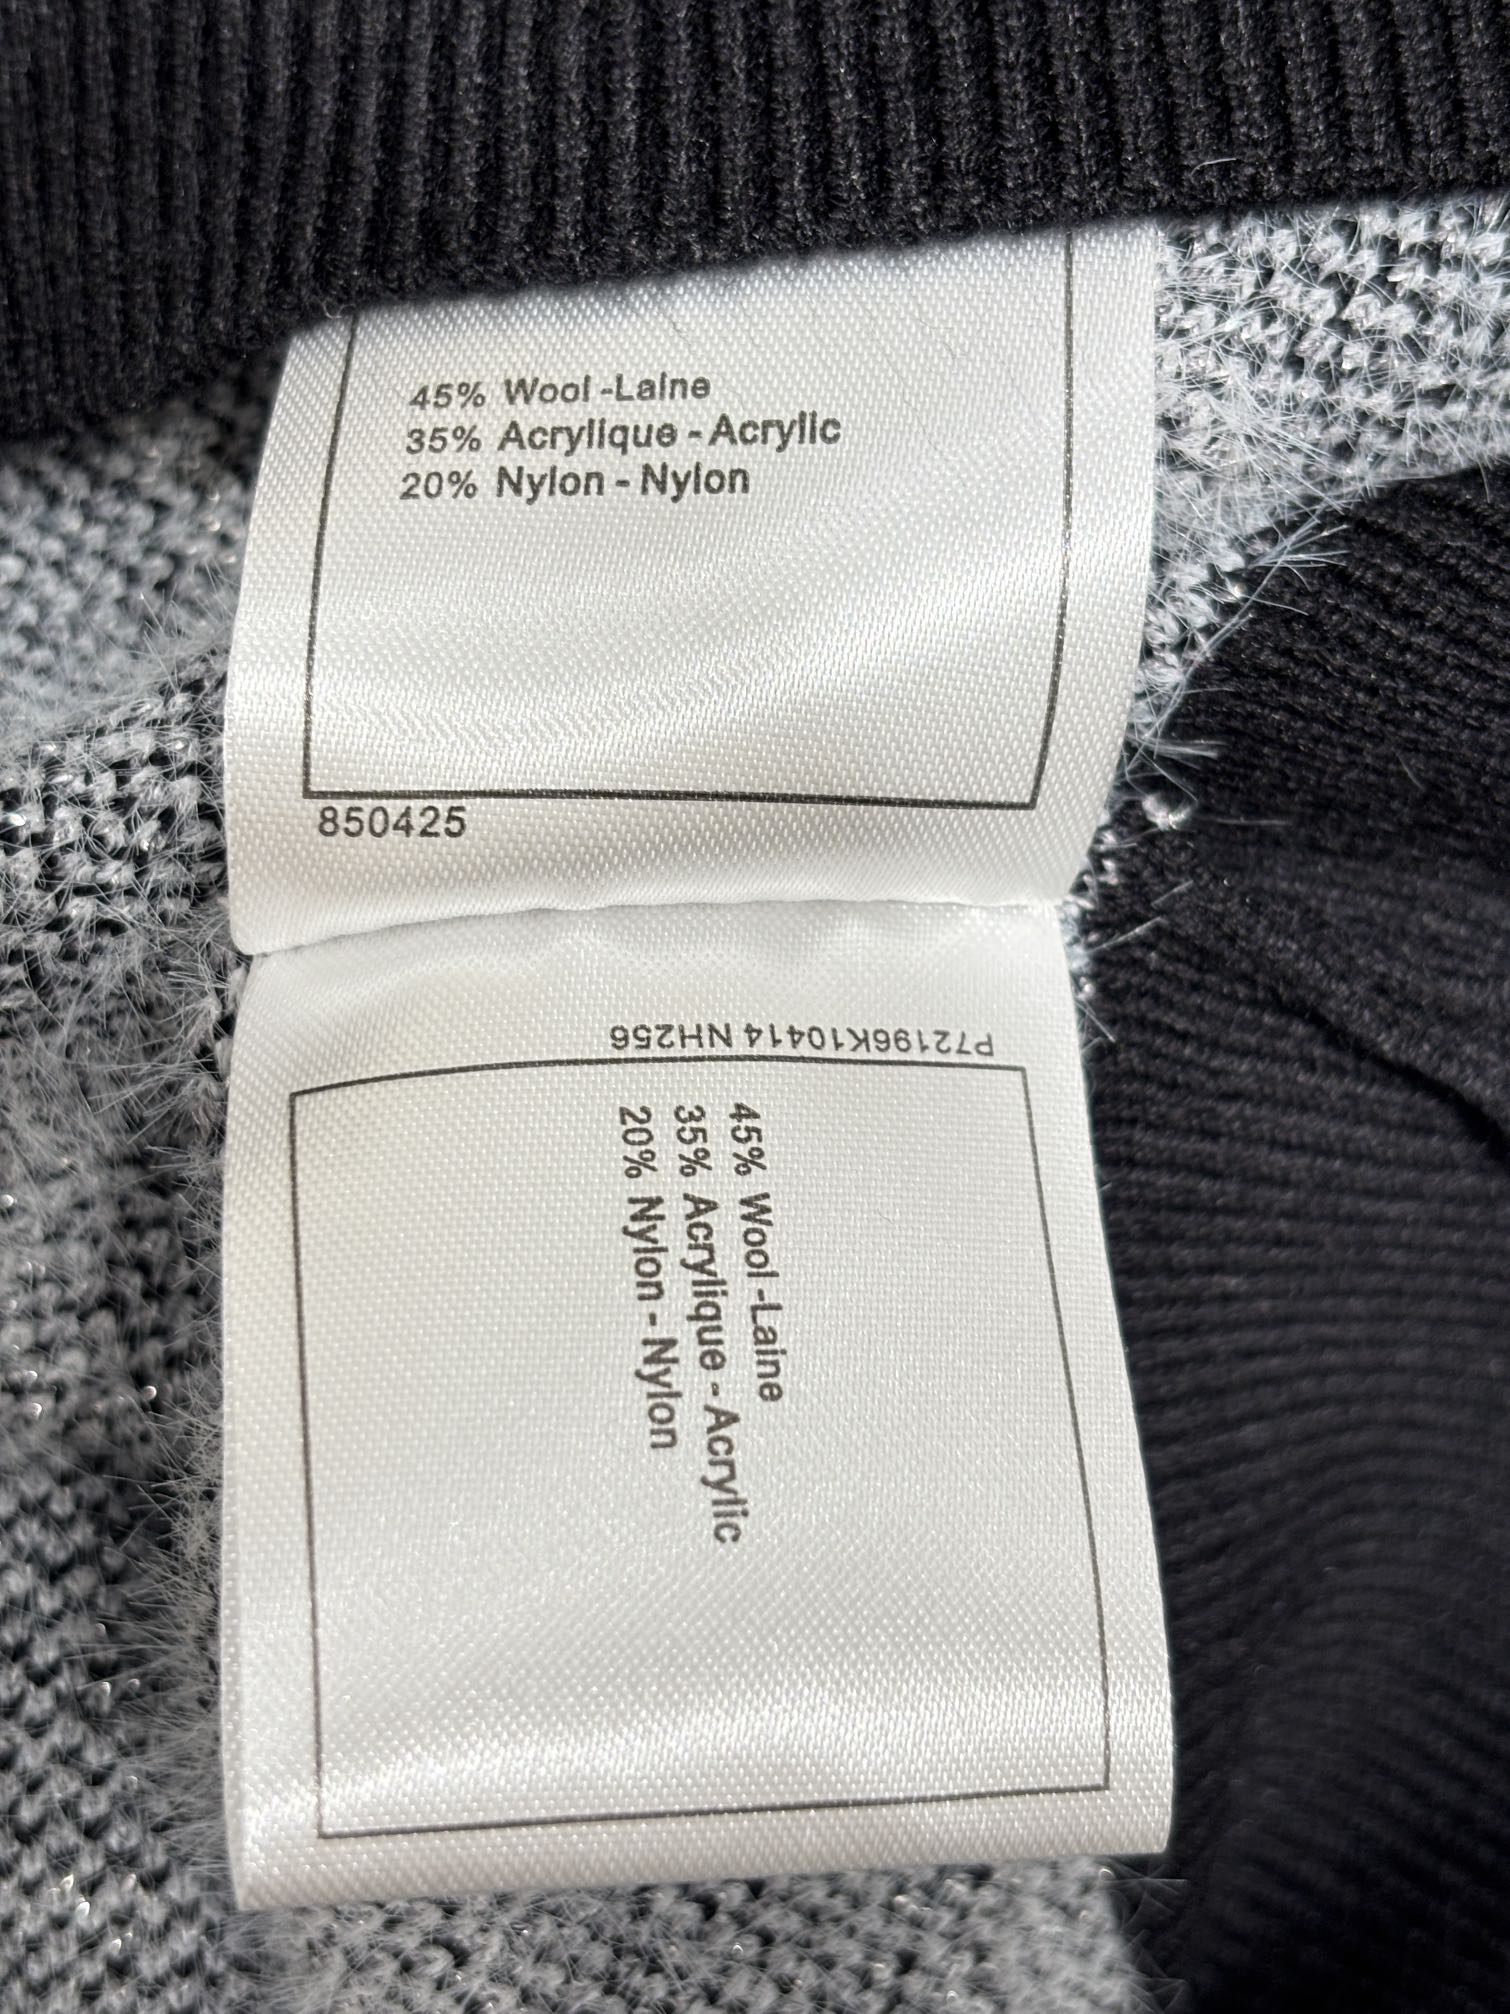 45% Wool -Laine
35% Acrylique - Acrylic
20% Nylon - Nylon
850425
P72196K10414 NH256
45% Wool -Laine
35% Acrylique - Acrylic
20% Nylon - Nylon